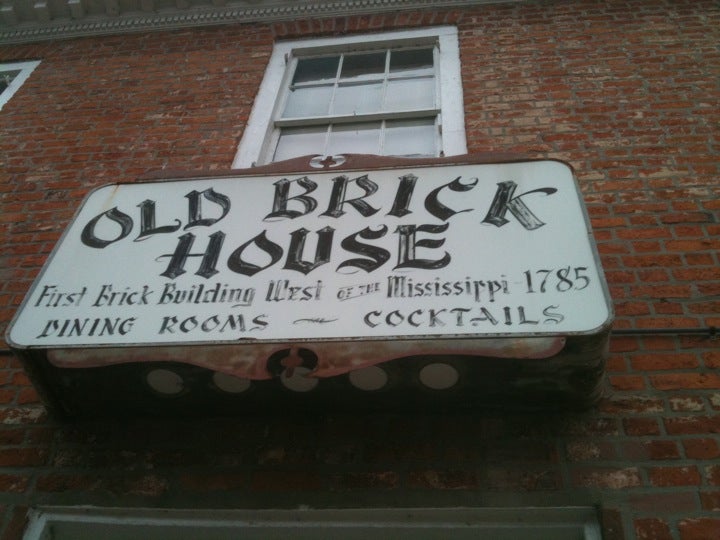 OLD BRICK
HOUSE
First Brick Building West OF THE Mississippi - 1785
DINING ROOMS ~ COCKTAILS